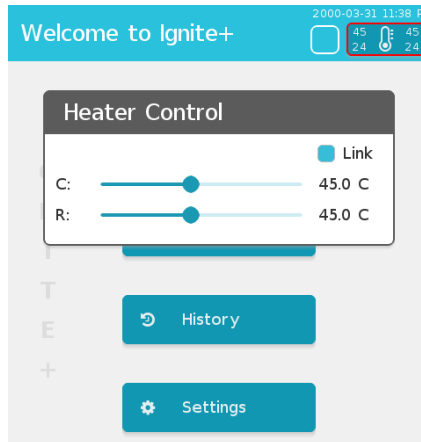 2000-03-31 11:38
Welcome to Ignite+
45 45
24 24
Heater Control
Link
C: 45.0 C
R: 45.0 C
I
T
E
+
History
Settings